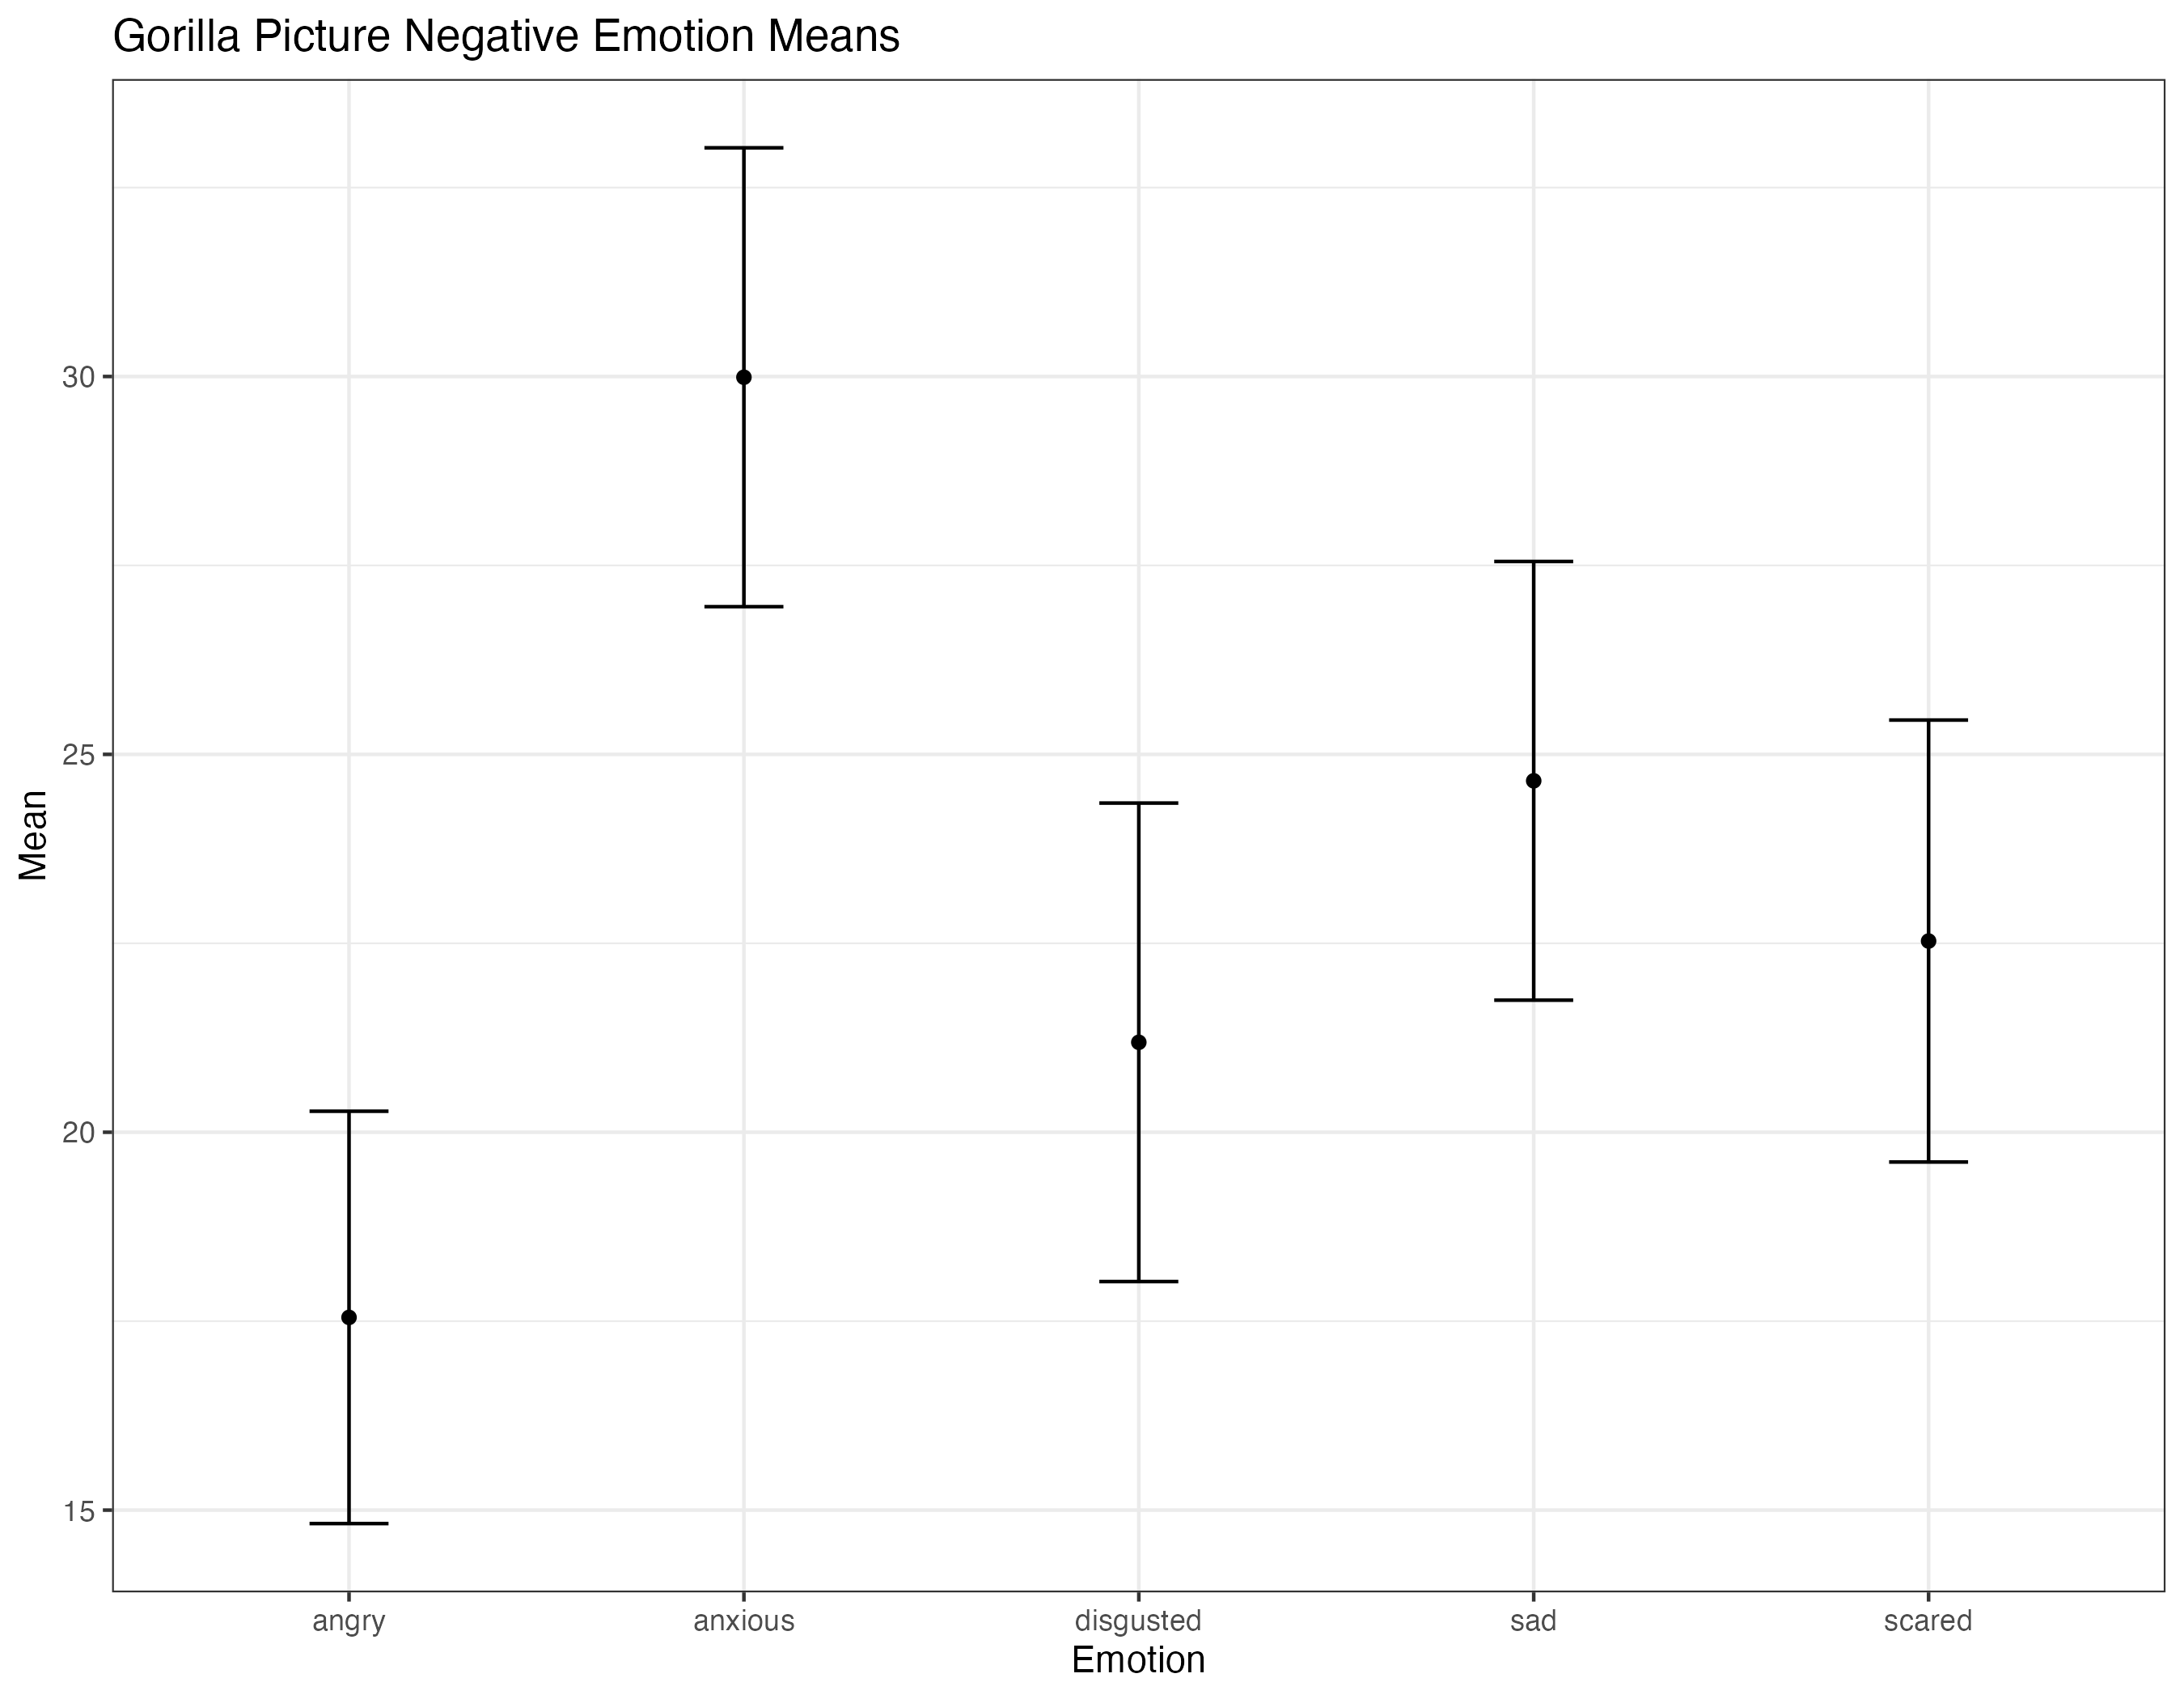 Gorilla Picture Negative Emotion Means
30
25
20
15
Mean
angry anxious disgusted sad scared
Emotion